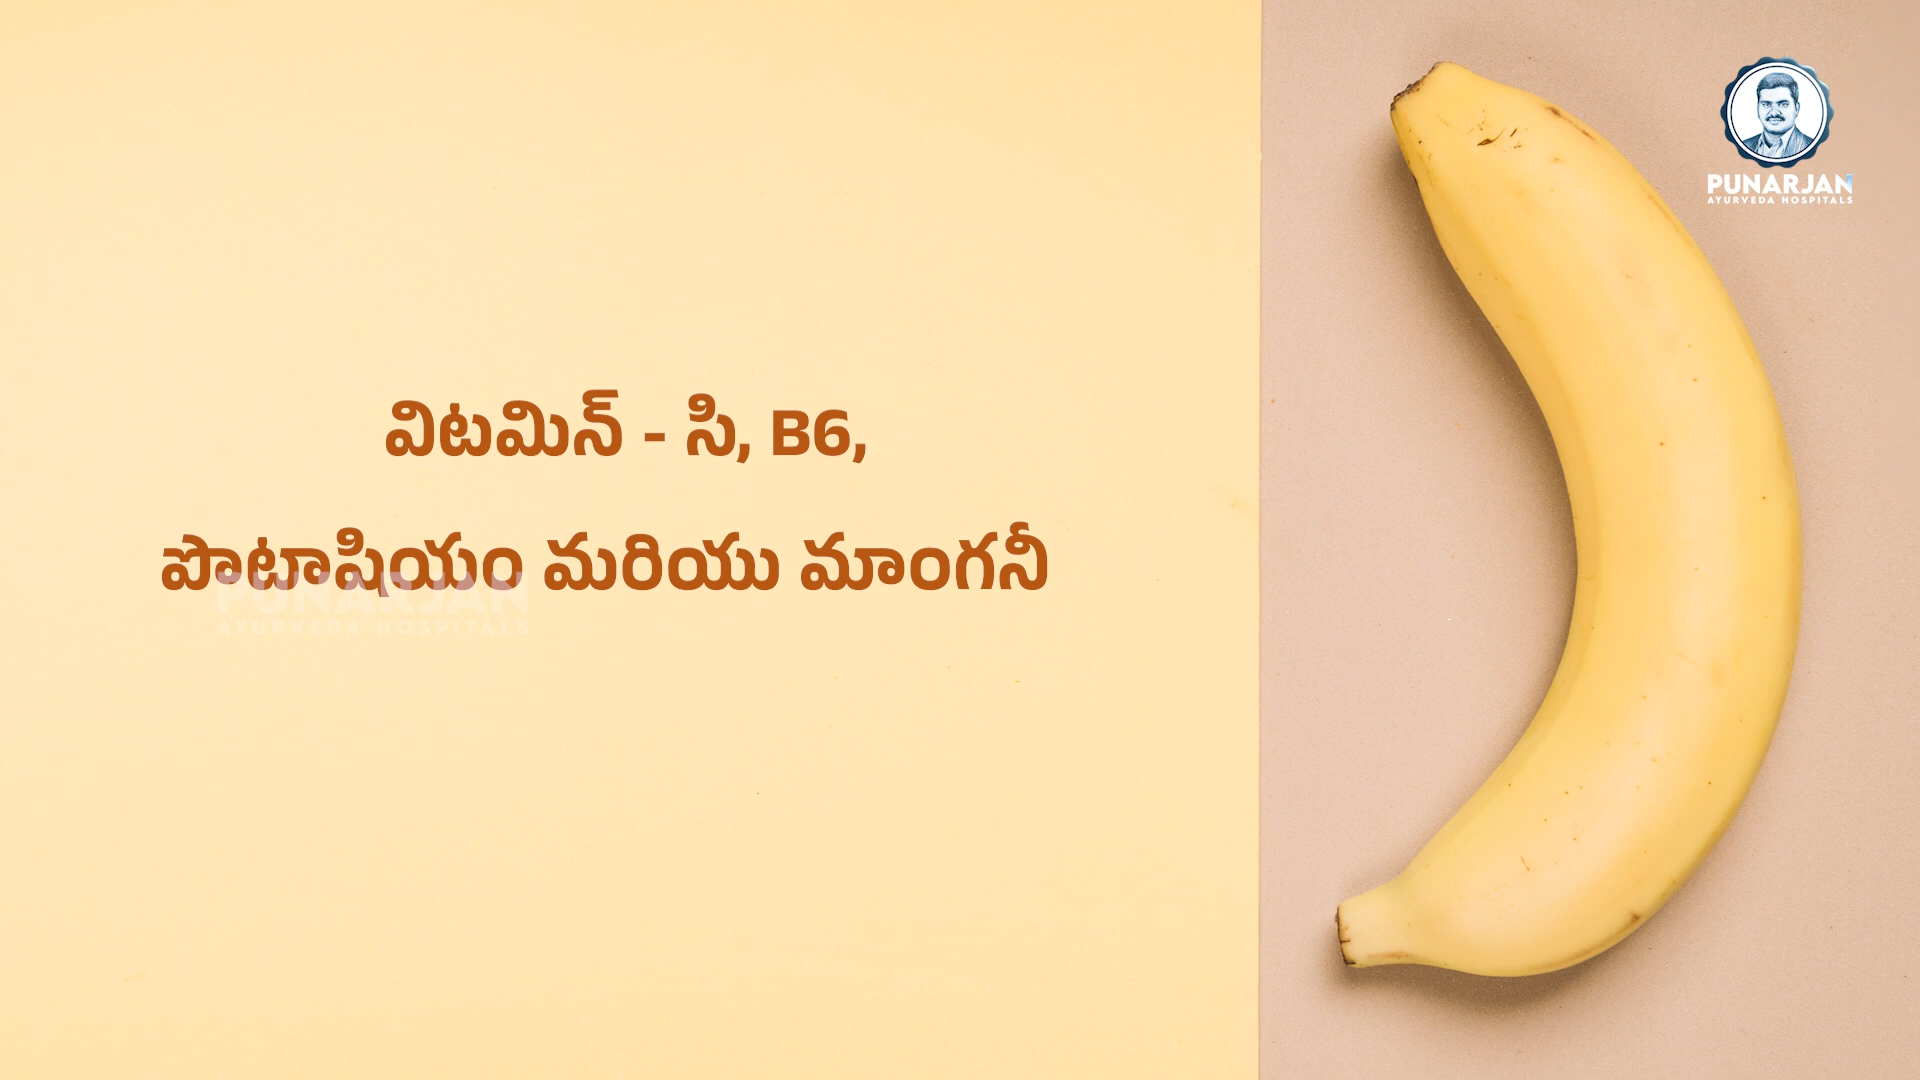 విటమిన్ - సి, B6,
పొటాషియం మరియు మాంగనీ
PUNARJAN
AYURVEDA HOSPITALS
PUNARJAN
AYURVEDA HOSPITALS